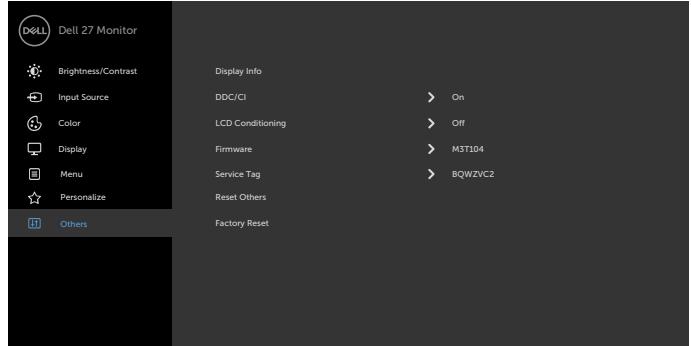 DELL Dell 27 Monitor
Brightness/Contrast Display Info
Input Source DDC/CI On
Color LCD Conditioning Off
Display Firmware M3T104
Menu Service Tag BQWZVC2
Personalize Reset Others
Others Factory Reset